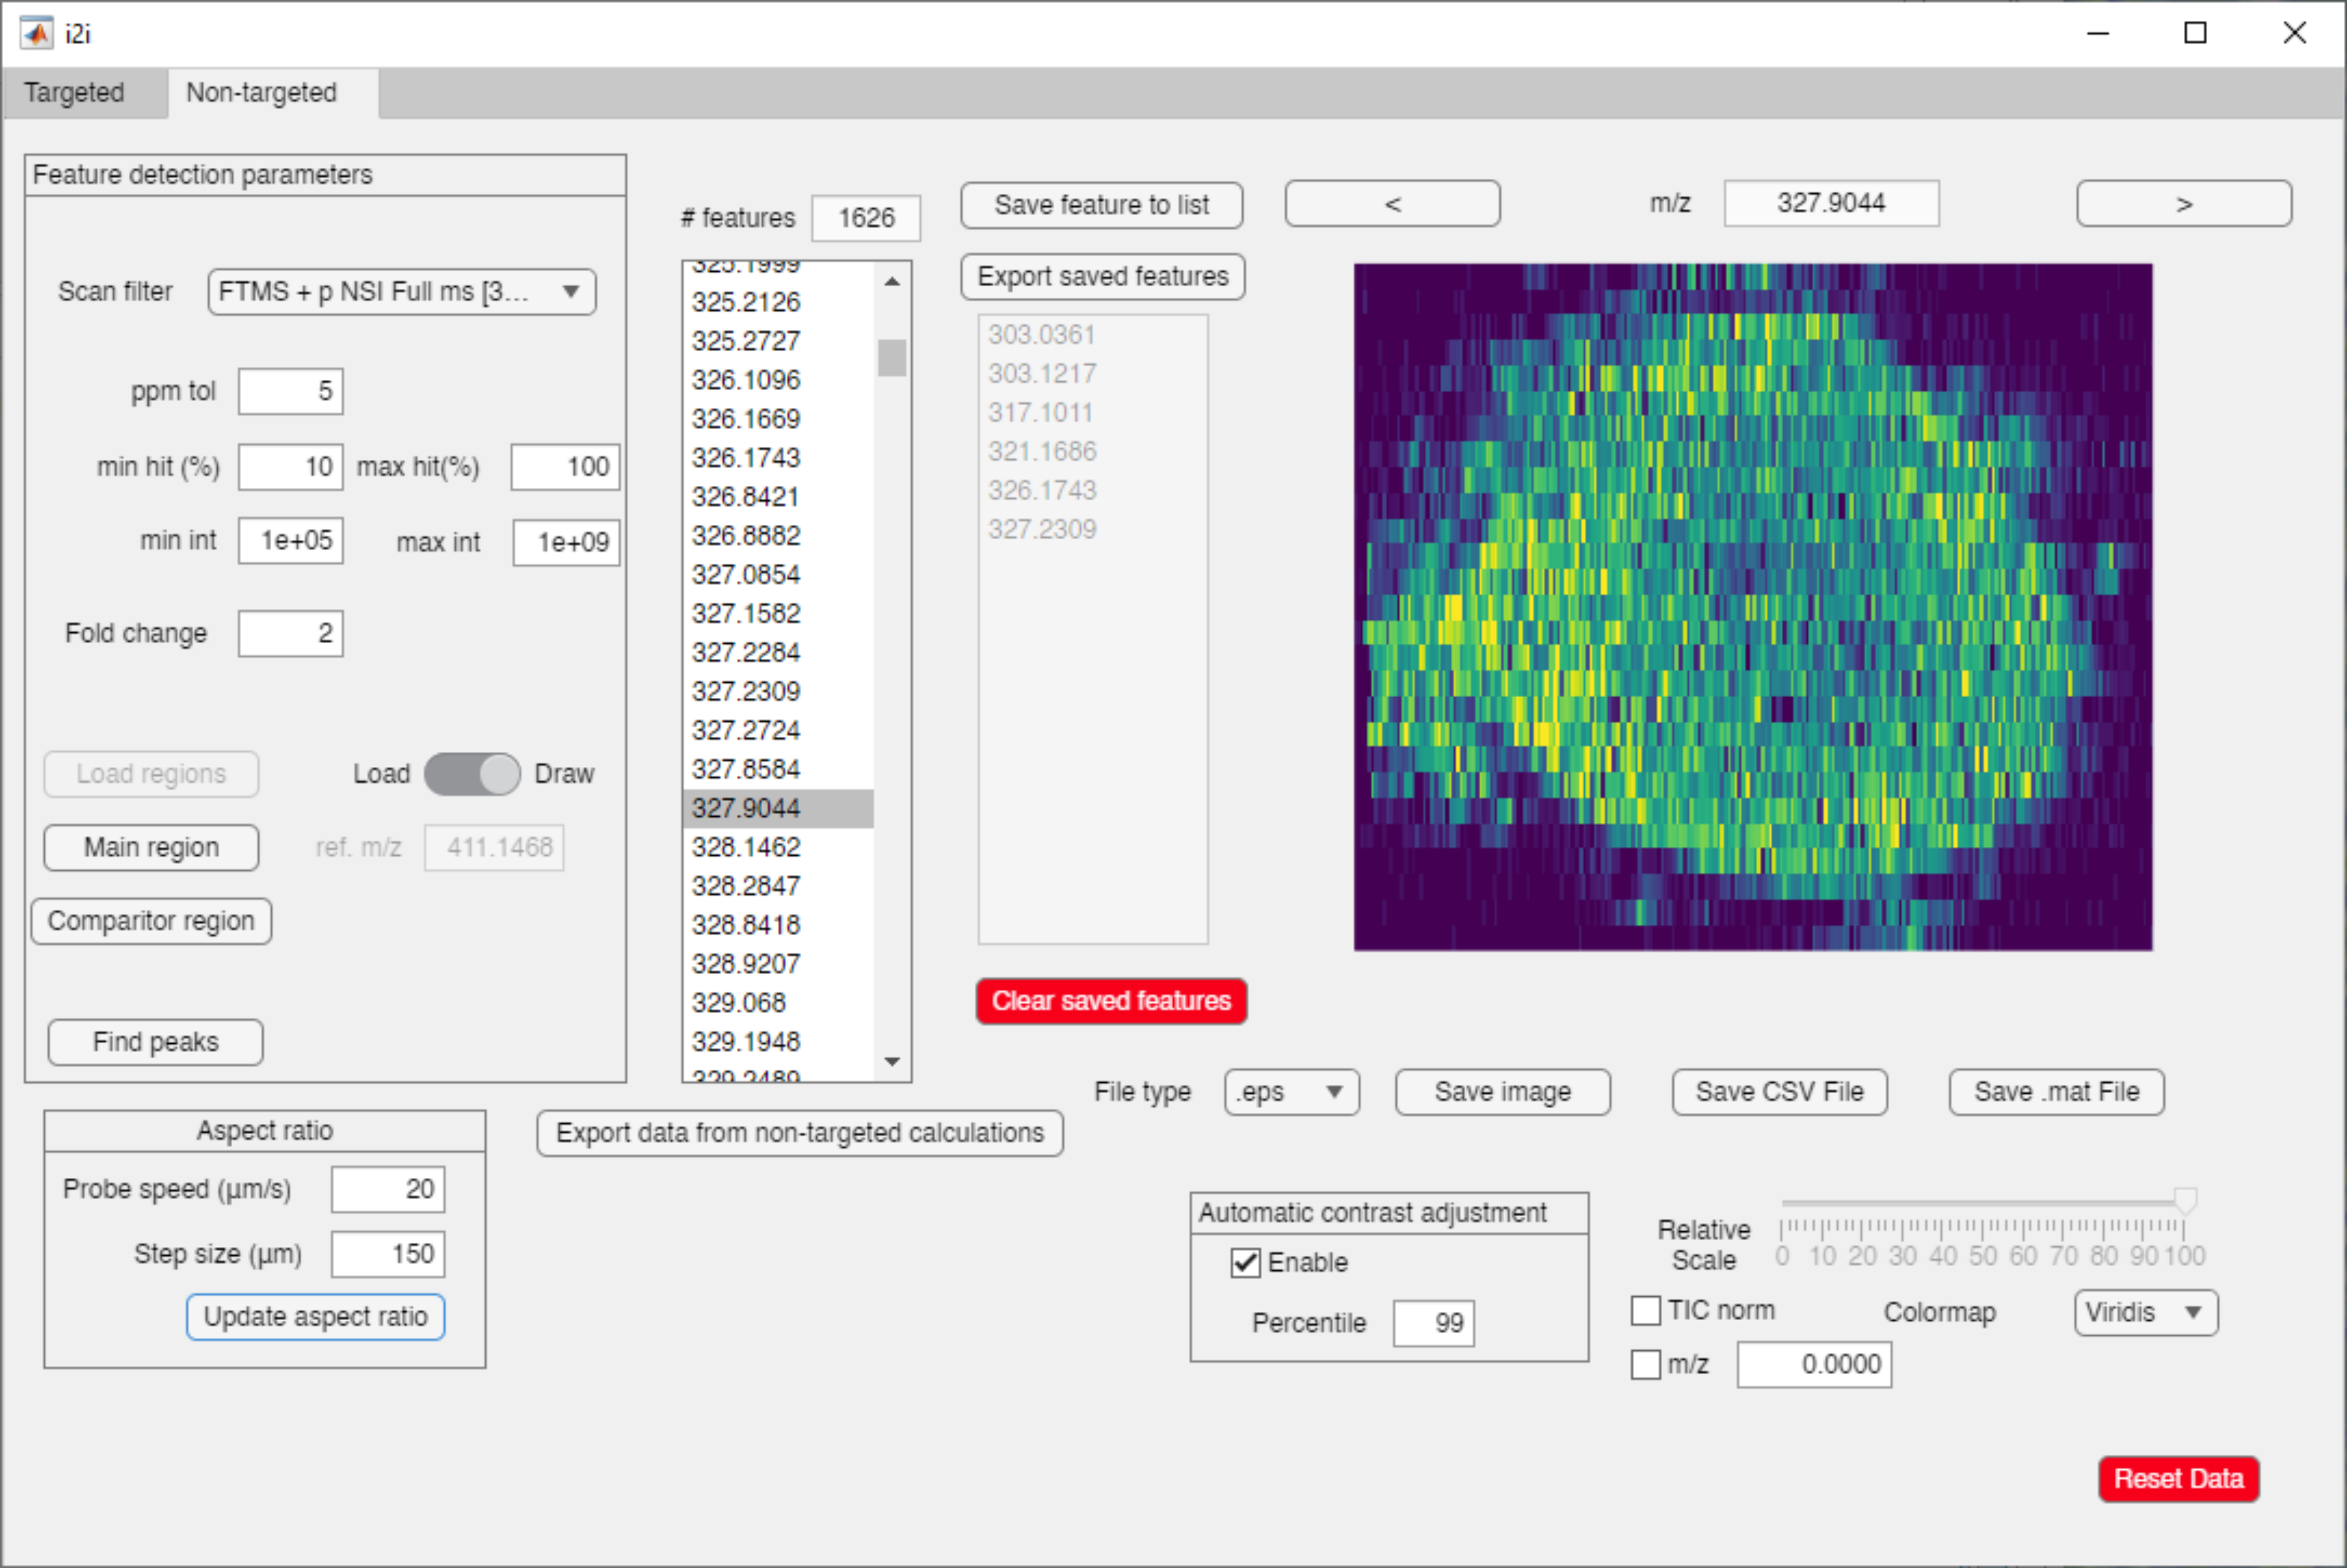 i2i
Targeted
Non-targeted
Feature detection parameters
Scan filter
FTMS + p NSI Full ms [3...
ppm tol
5
min hit (%)
10
max hit(%)
100
min int
1e+05
max int
1e+09
Fold change
2
Load regions
Load
Draw
Main region
ref. m/z
411.1468
Comparitor region
Find peaks
# features
1626
325.1999
325.2126
325.2727
326.1096
326.1669
326.1743
326.8421
326.8882
327.0854
327.1582
327.2284
327.2309
327.2724
327.8584
327.9044
328.1462
328.2847
328.8418
328.9207
329.068
329.1948
329.2489
Save feature to list
Export saved features
303.0361
303.1217
317.1011
321.1686
326.1743
327.2309
Clear saved features
<
m/z
327.9044
>
File type
.eps
Save image
Save CSV File
Save .mat File
Aspect ratio
Probe speed (µm/s)
20
Step size (µm)
150
Update aspect ratio
Export data from non-targeted calculations
Automatic contrast adjustment
Enable
Percentile
99
Relative
Scale
0 10 20 30 40 50 60 70 80 90 100
TIC norm
Colormap
Viridis
m/z
0.0000
Reset Data